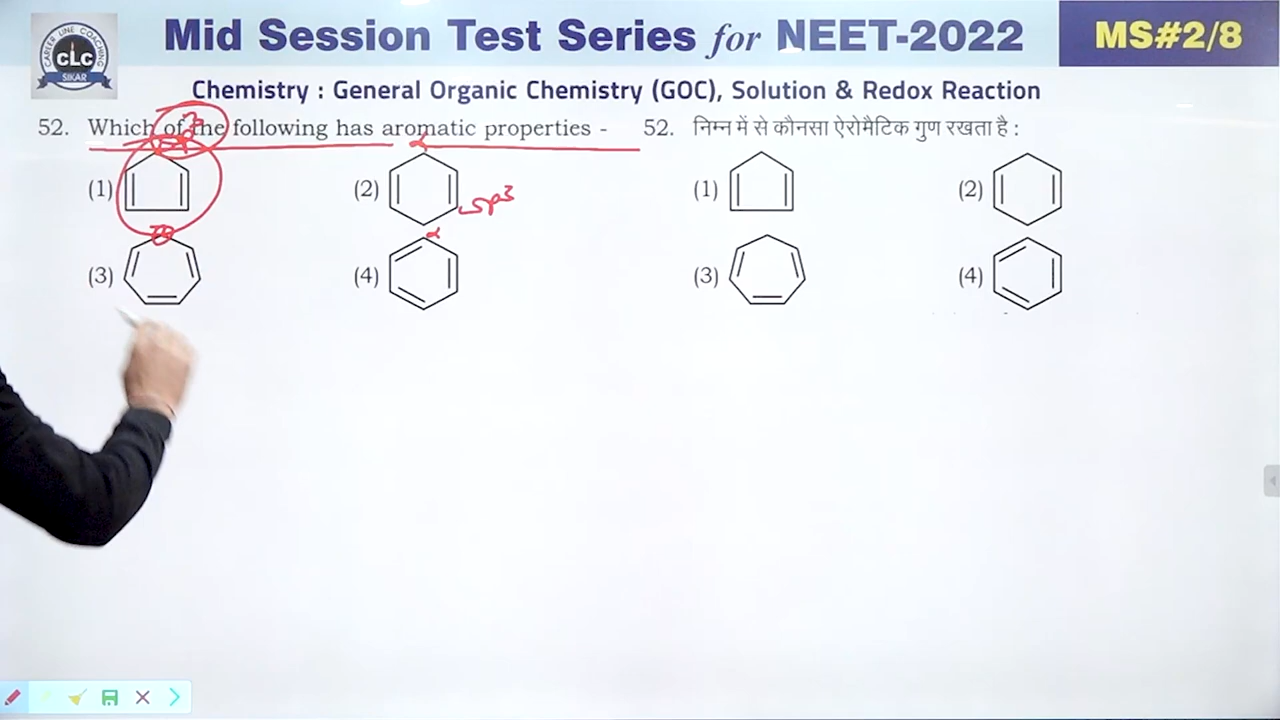 Mid Session Test Series for NEET-2022
MS#2/8
CAREER LINE COACHING
CLC
SIKAR
Chemistry : General Organic Chemistry (GOC), Solution & Redox Reaction
52. Which of the following has aromatic properties -
(1)
(2)
sp3
(3)
(4)
52. निम्न में से कौनसा ऐरोमैटिक गुण रखता है :
(1)
(2)
(3)
(4)